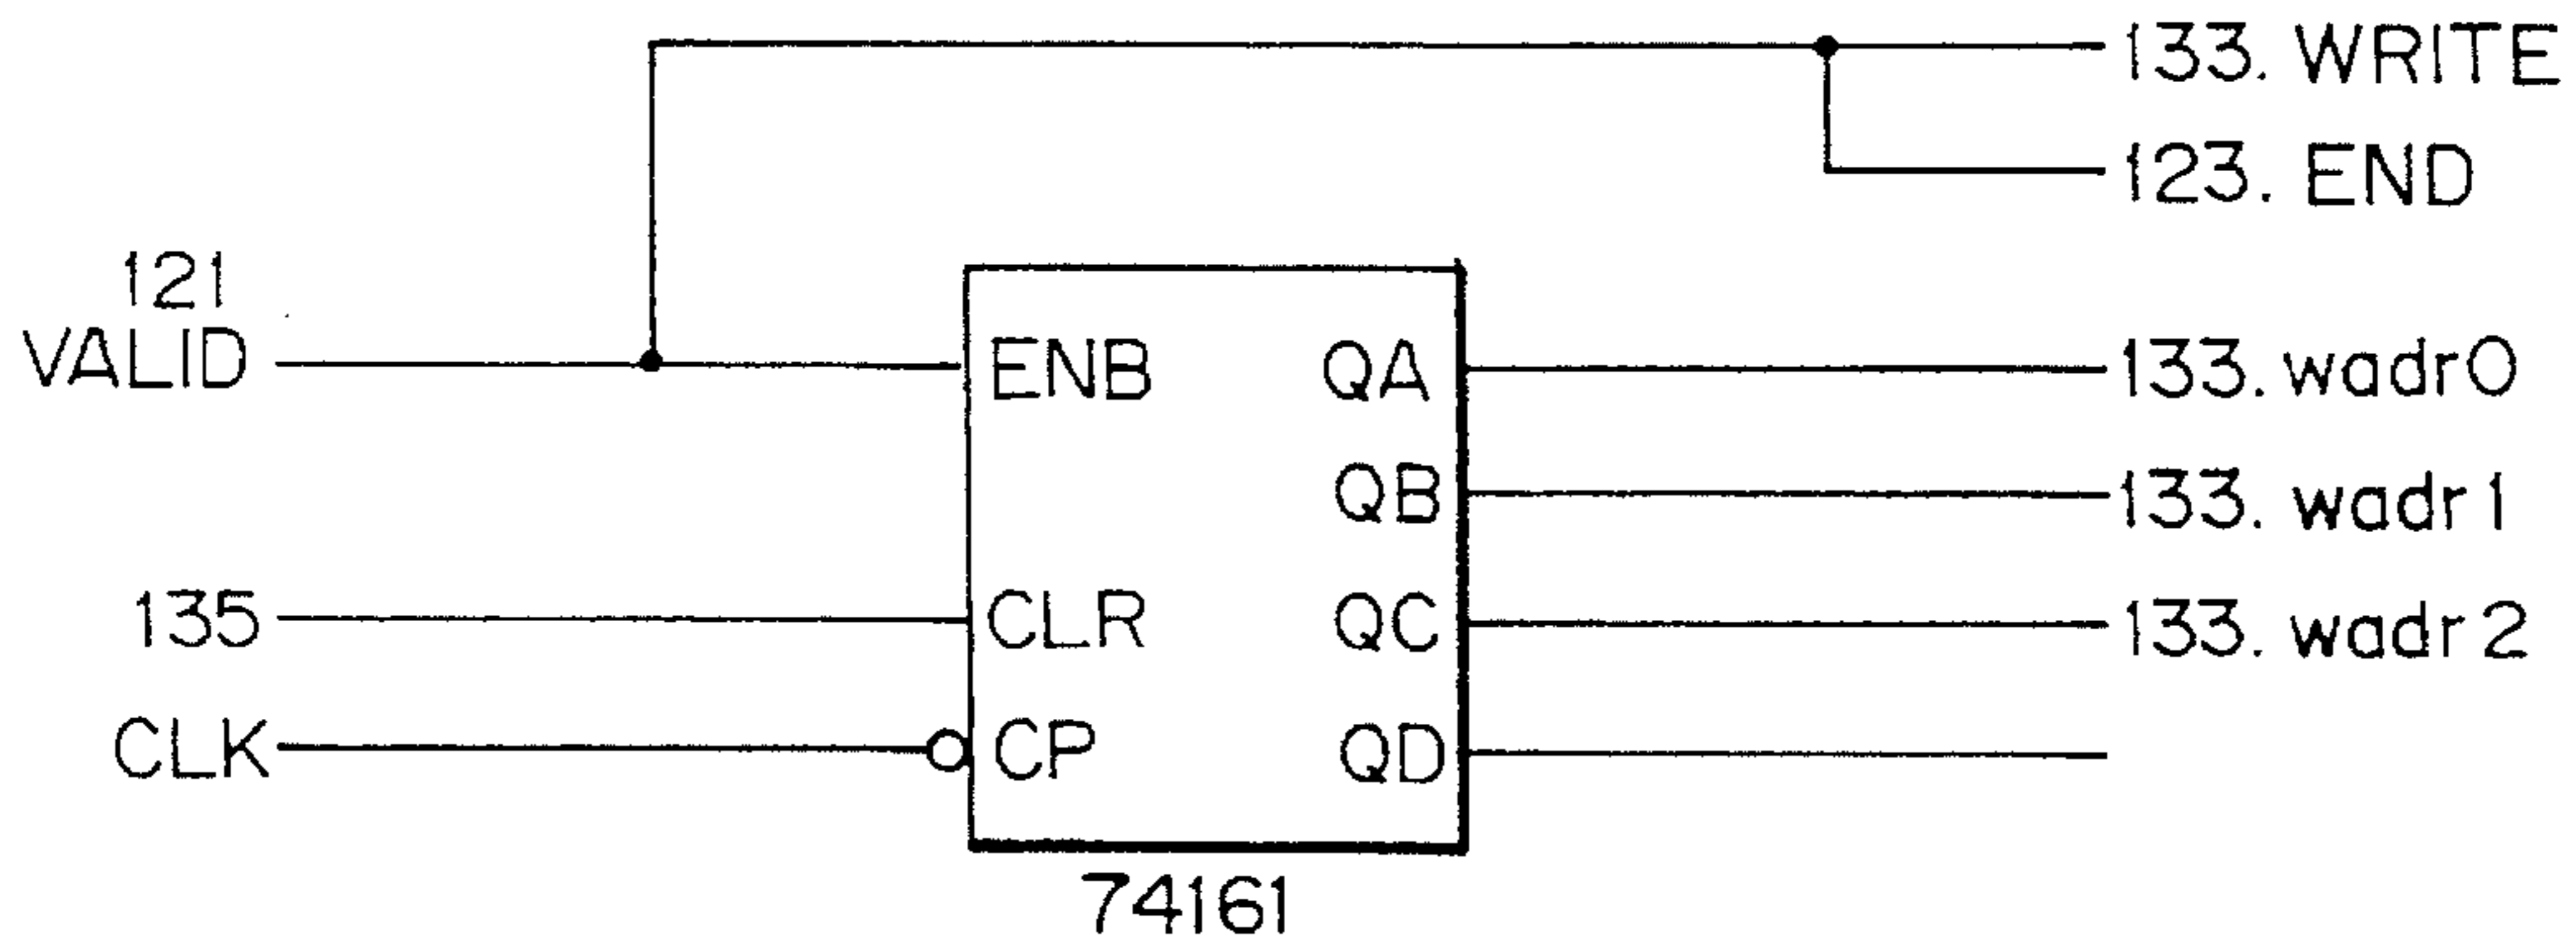 133. WRITE
123. END
121
VALID
ENB QA 133. wadr0
QB 133. wadr1
135 CLR QC 133. wadr2
CLK CP QD
74161